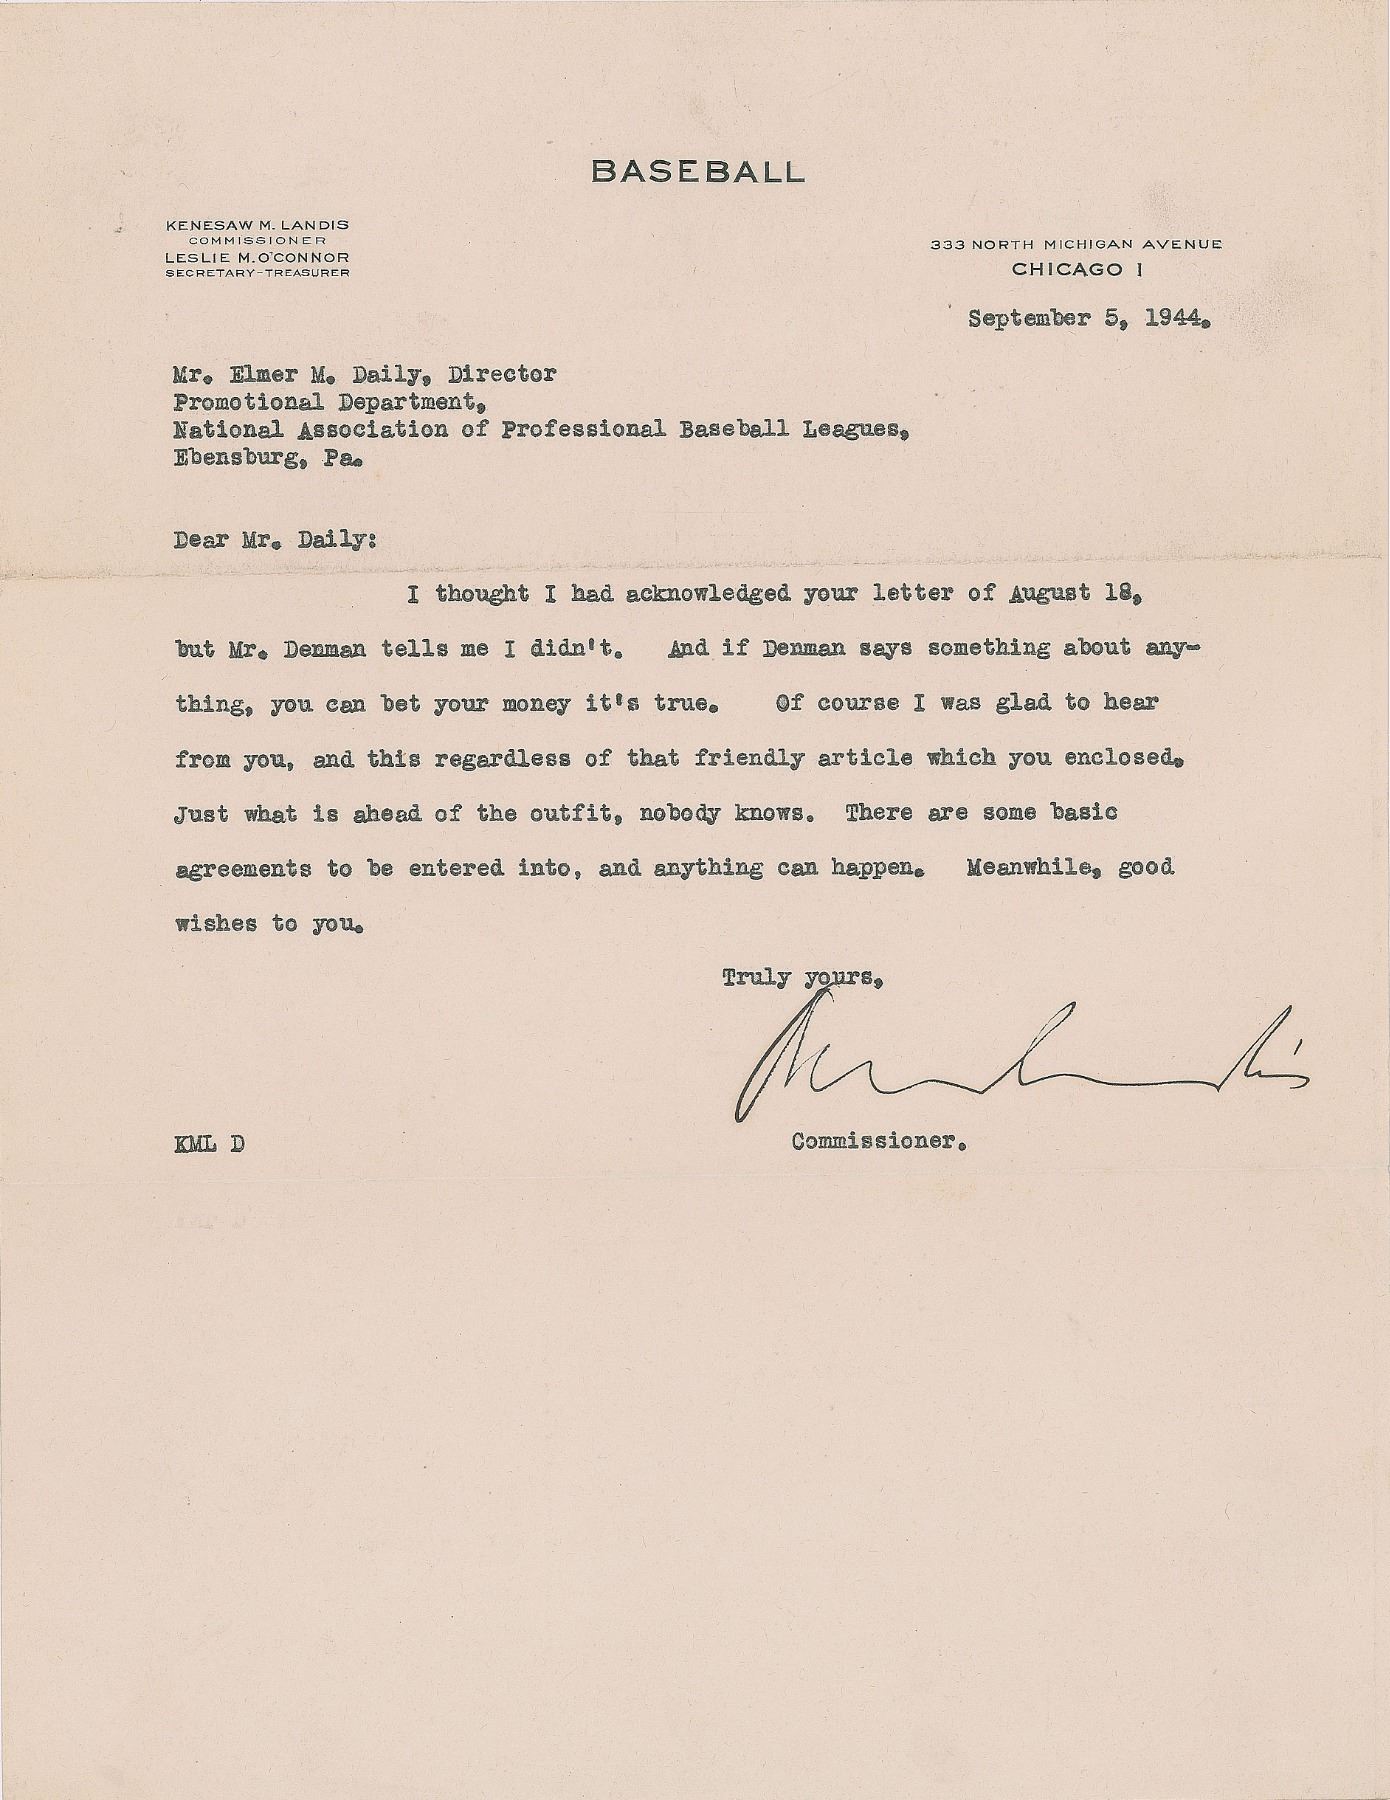 BASEBALL
KENESAW M. LANDIS
COMMISSIONER
LESLIE M. O'CONNOR
SECRETARY-TREASURER
333 NORTH MICHIGAN AVENUE
CHICAGO 1
September 5, 1944.
Mr. Elmer M. Daily, Director
Promotional Department,
National Association of Professional Baseball Leagues,
Ebensburg, Pa.
Dear Mr. Daily:
I thought I had acknowledged your letter of August 18,
but Mr. Denman tells me I didn't. And if Denman says something about any-
thing, you can bet your money it's true. Of course I was glad to hear
from you, and this regardless of that friendly article which you enclosed.
Just what is ahead of the outfit, nobody knows. There are some basic
agreements to be entered into, and anything can happen. Meanwhile, good
wishes to you.
Truly yours,
Commissioner.
KML D